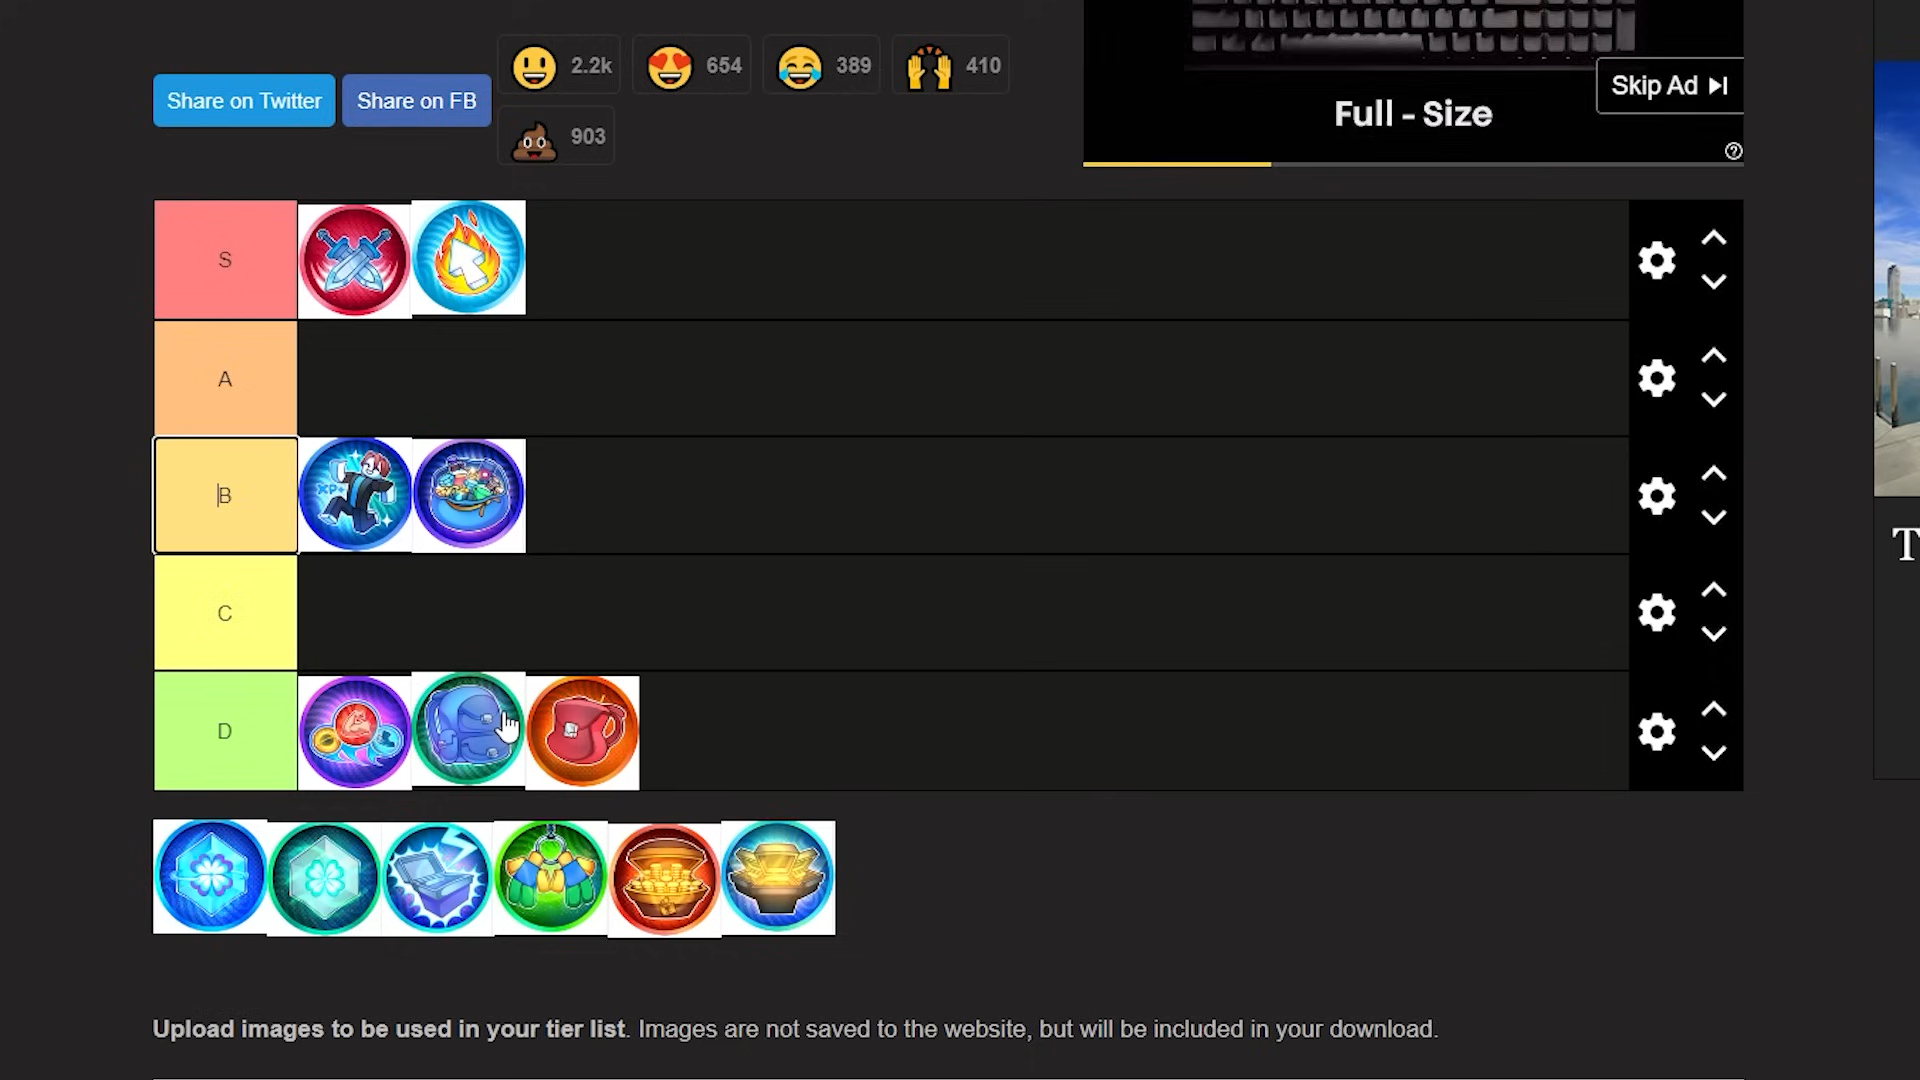 2.2k
654
389
410
Share on Twitter
Share on FB
903
Skip Ad
Full - Size
S
A
XP+
B
T
C
D
Upload images to be used in your tier list. Images are not saved to the website, but will be included in your download.